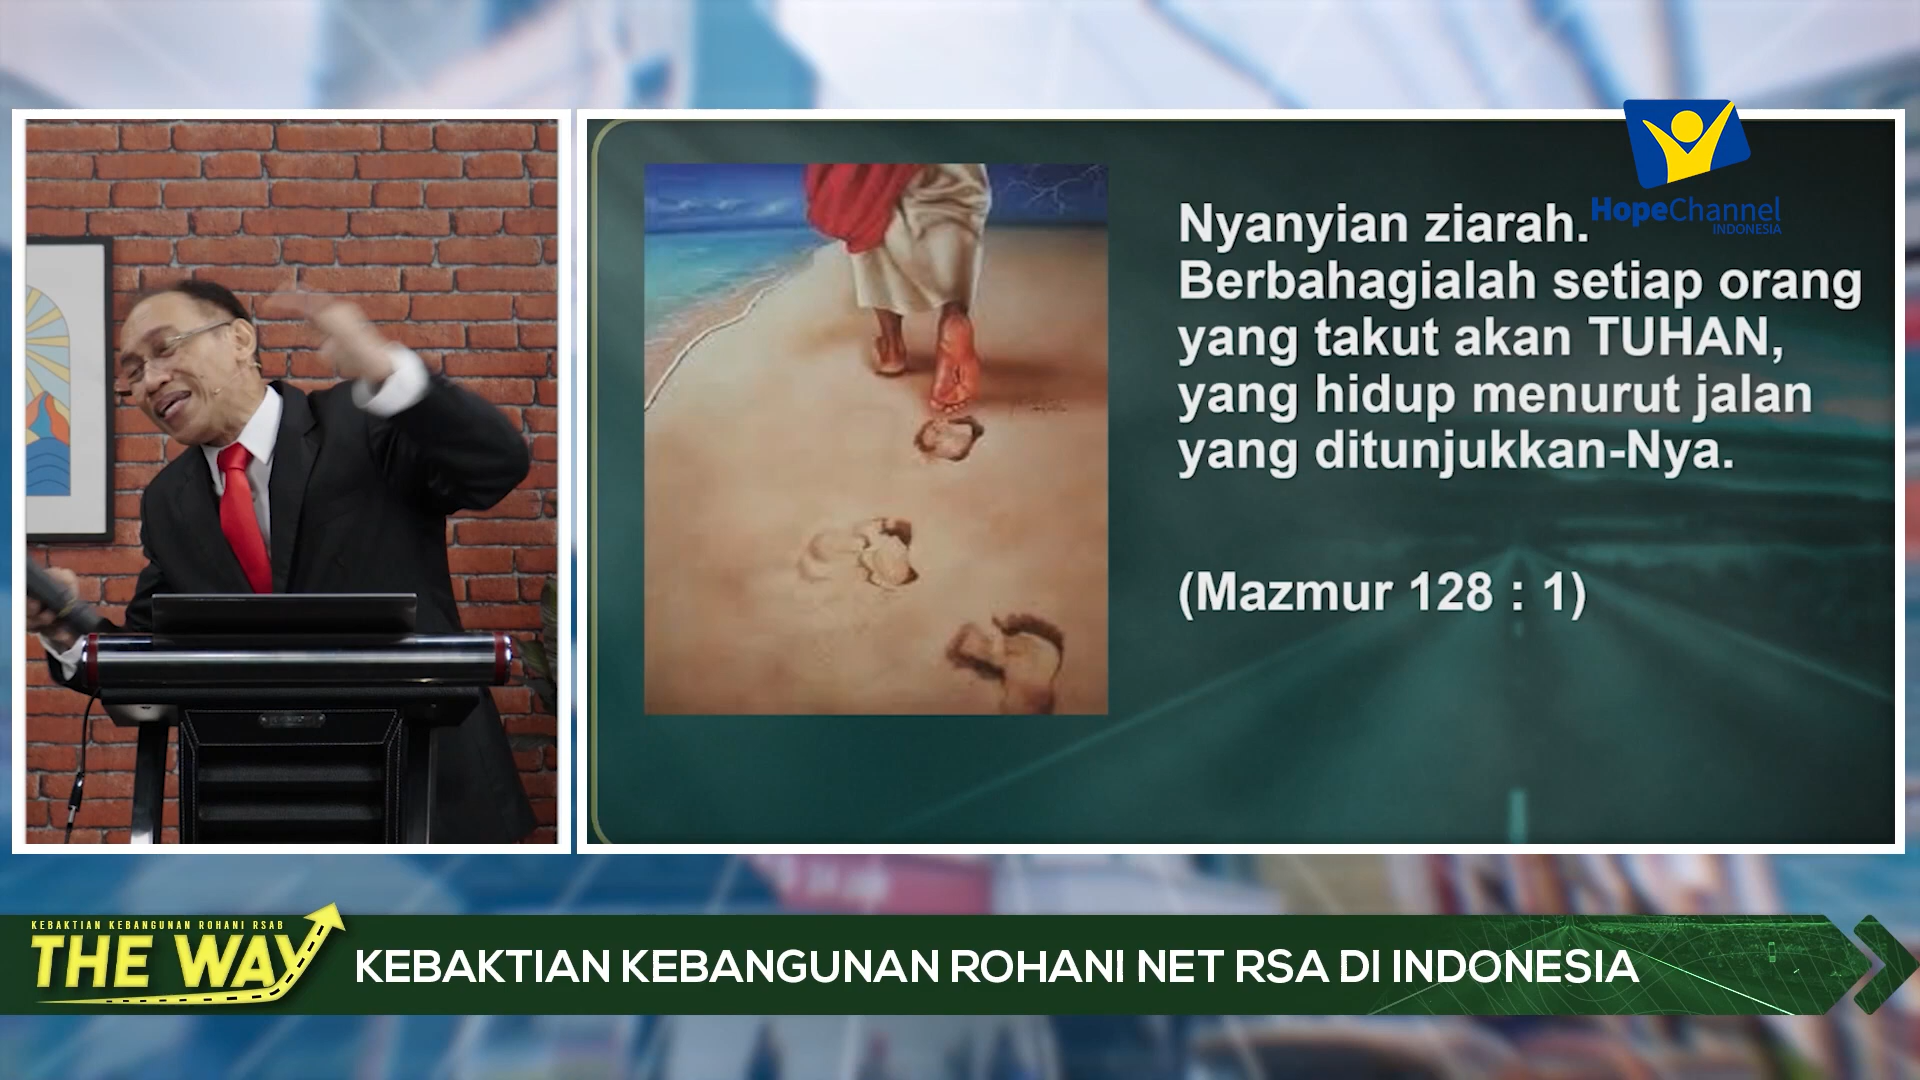 HopeChannel
INDONESIA
Nyanyian ziarah.
Berbahagialah setiap orang
yang takut akan TUHAN,
yang hidup menurut jalan
yang ditunjukkan-Nya.
(Mazmur 128 : 1)
KEBAKTIAN KEBANGUNAN ROHANI RSAB
THE WAY
KEBAKTIAN KEBANGUNAN ROHANI NET RSA DI INDONESIA